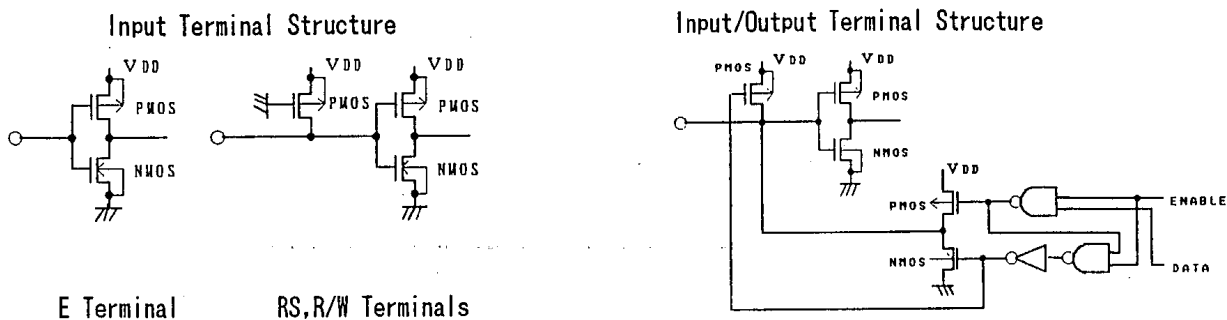 Input Terminal Structure
Input/Output Terminal Structure
VDD
PMOS
NMOS
VDD
PMOS
VDD
PMOS
NMOS
PMOS
VDD
VDD
PMOS
NMOS
VDD
PMOS
NMOS
ENABLE
DATA
E Terminal
RS,R/W Terminals